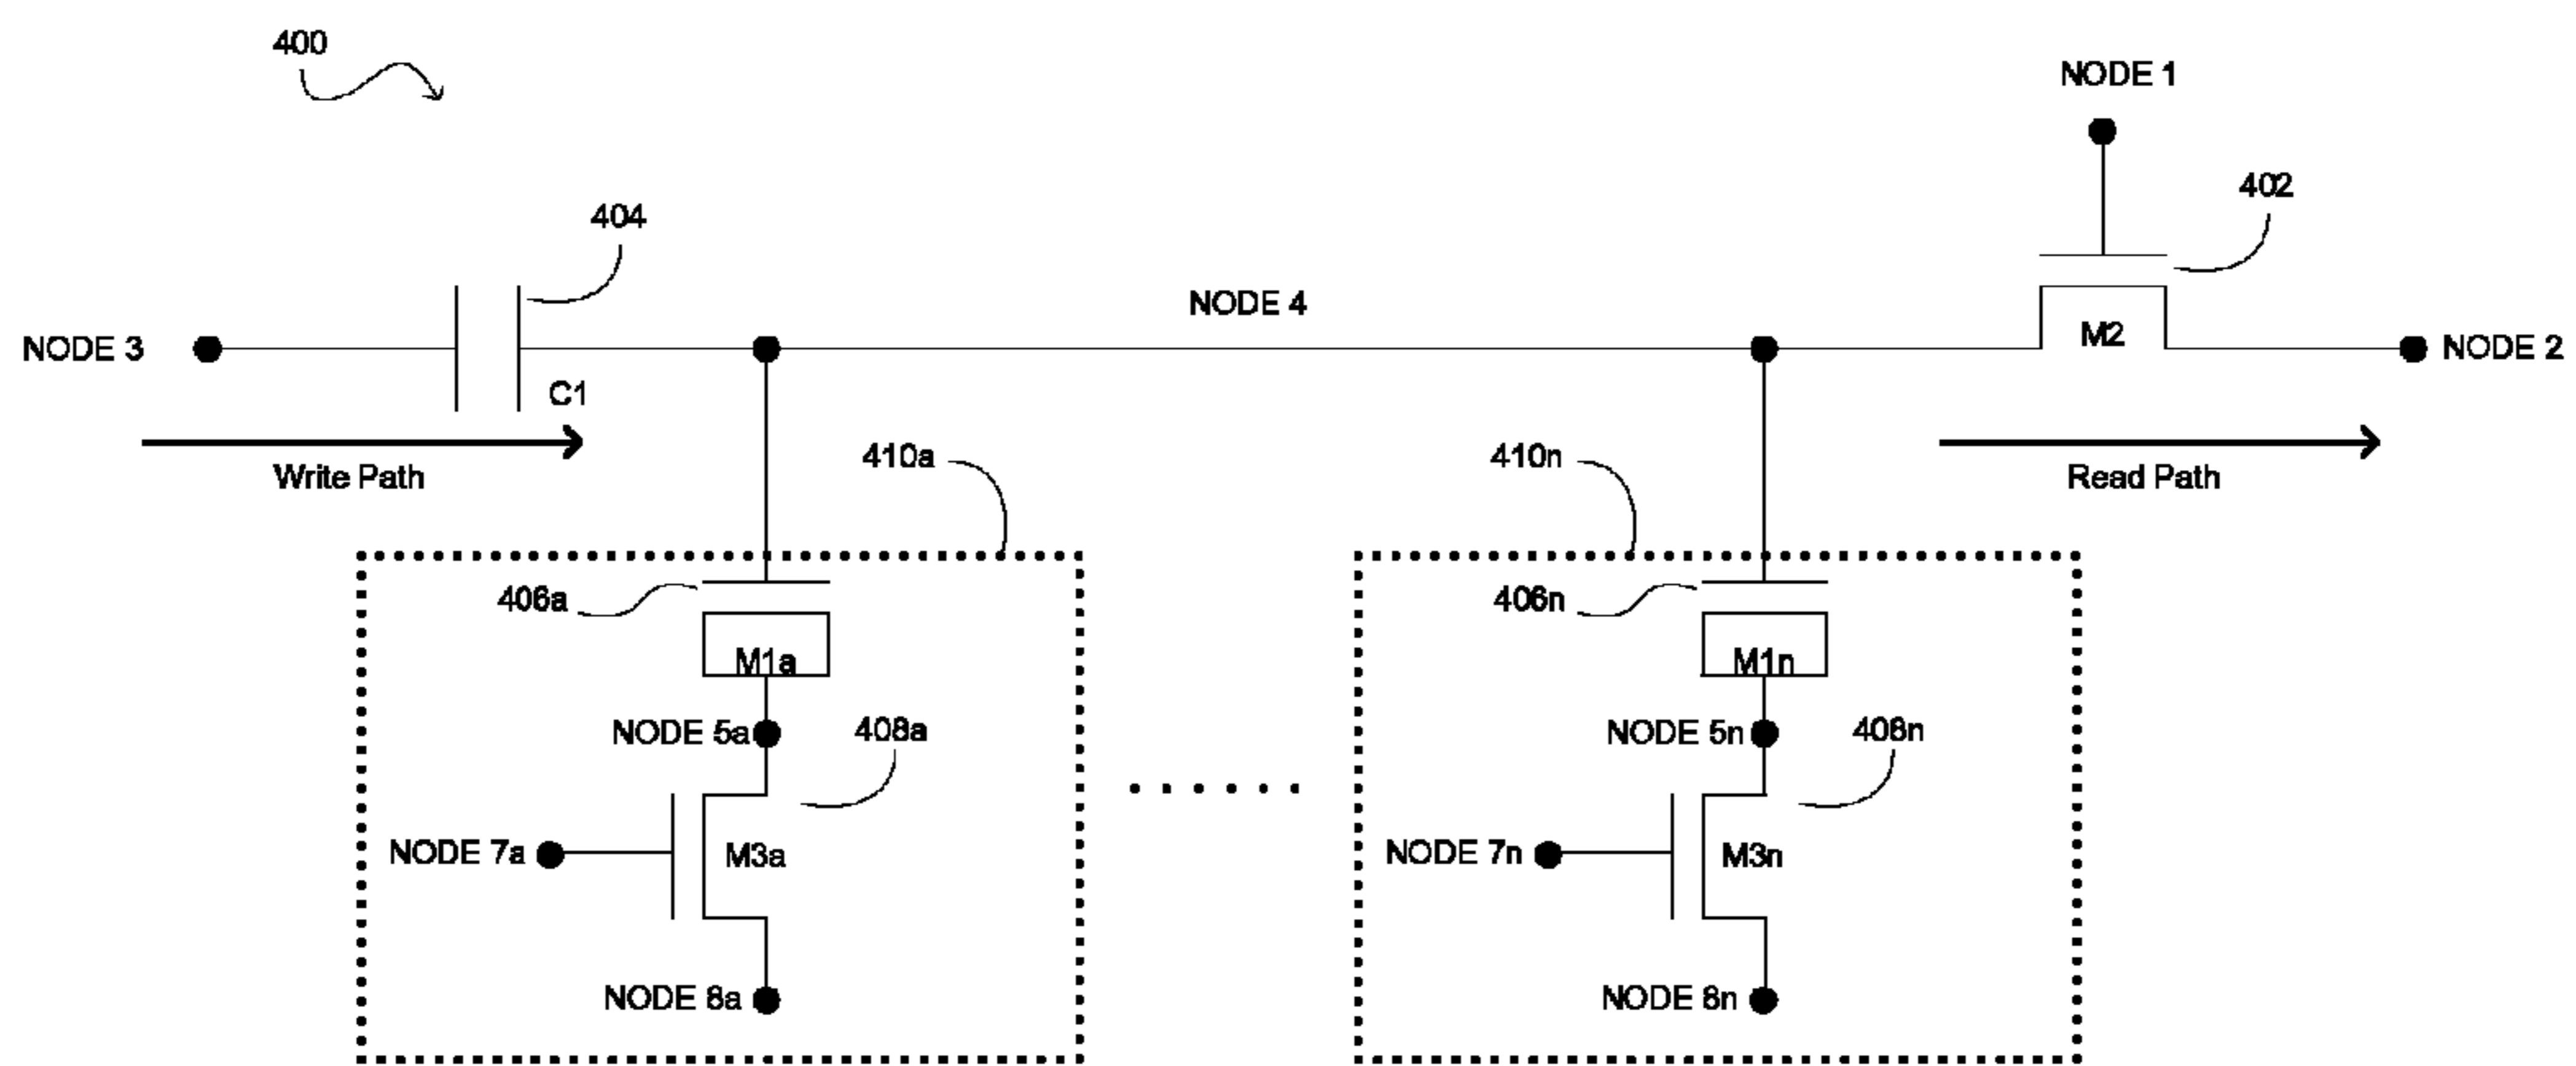 400
NODE 1
402
404
NODE 4
NODE 3
M2
NODE 2
C1
Write Path
410a
410n
Read Path
406a
406n
M1a
M1n
NODE 5a
408a
NODE 5n
408n
NODE 7a
M3a
NODE 7n
M3n
NODE 8a
NODE 8n